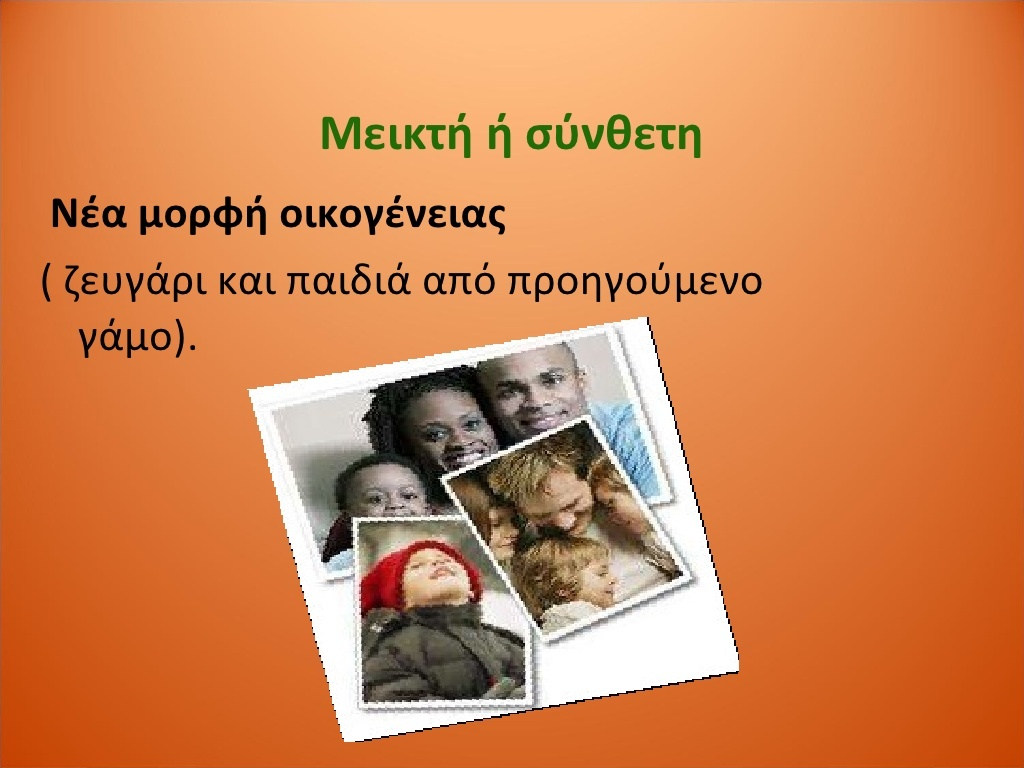 Μεικτή ή σύνθετη
Νέα μορφή οικογένειας
( ζευγάρι και παιδιά από προηγούμενο
γάμο).